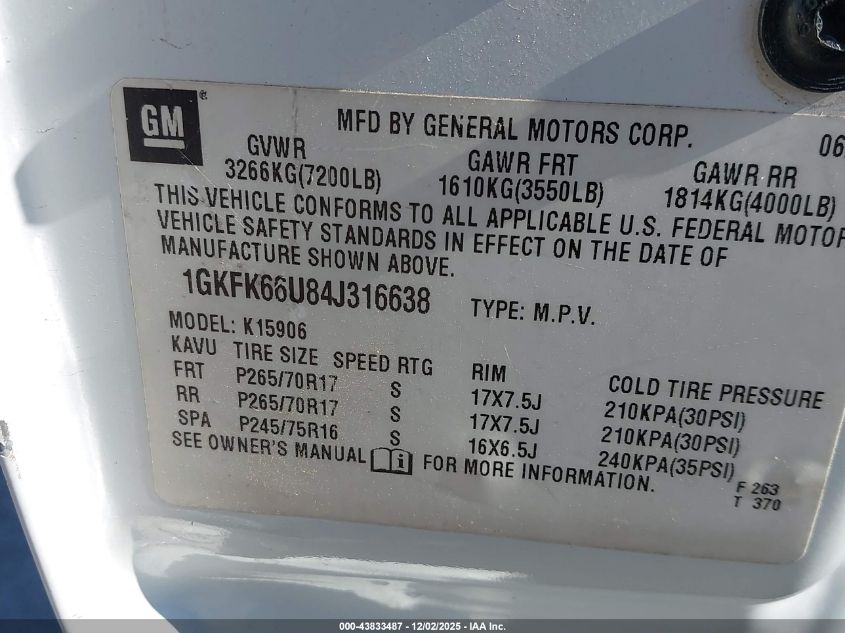 GM®
MFD BY GENERAL MOTORS CORP. 06
GVWR GAWR FRT GAWR RR
3266KG(7200LB) 1610KG(3550LB) 1814KG(4000LB)
THIS VEHICLE CONFORMS TO ALL APPLICABLE U.S. FEDERAL MOTOR
VEHICLE SAFETY STANDARDS IN EFFECT ON THE DATE OF
MANUFACTURE SHOWN ABOVE.
1GKFK66U84J316638 TYPE: M.P.V.
MODEL: K15906
KAVU TIRE SIZE SPEED RTG RIM COLD TIRE PRESSURE
FRT P265/70R17 S 17X7.5J 210KPA(30PSI)
RR P265/70R17 S 17X7.5J 210KPA(30PSI)
SPA P245/75R16 S 16X6.5J 240KPA(35PSI)
SEE OWNER'S MANUAL i FOR MORE INFORMATION.
F 263
T 370
000-43833487 - 12/02/2025 - IAA Inc.